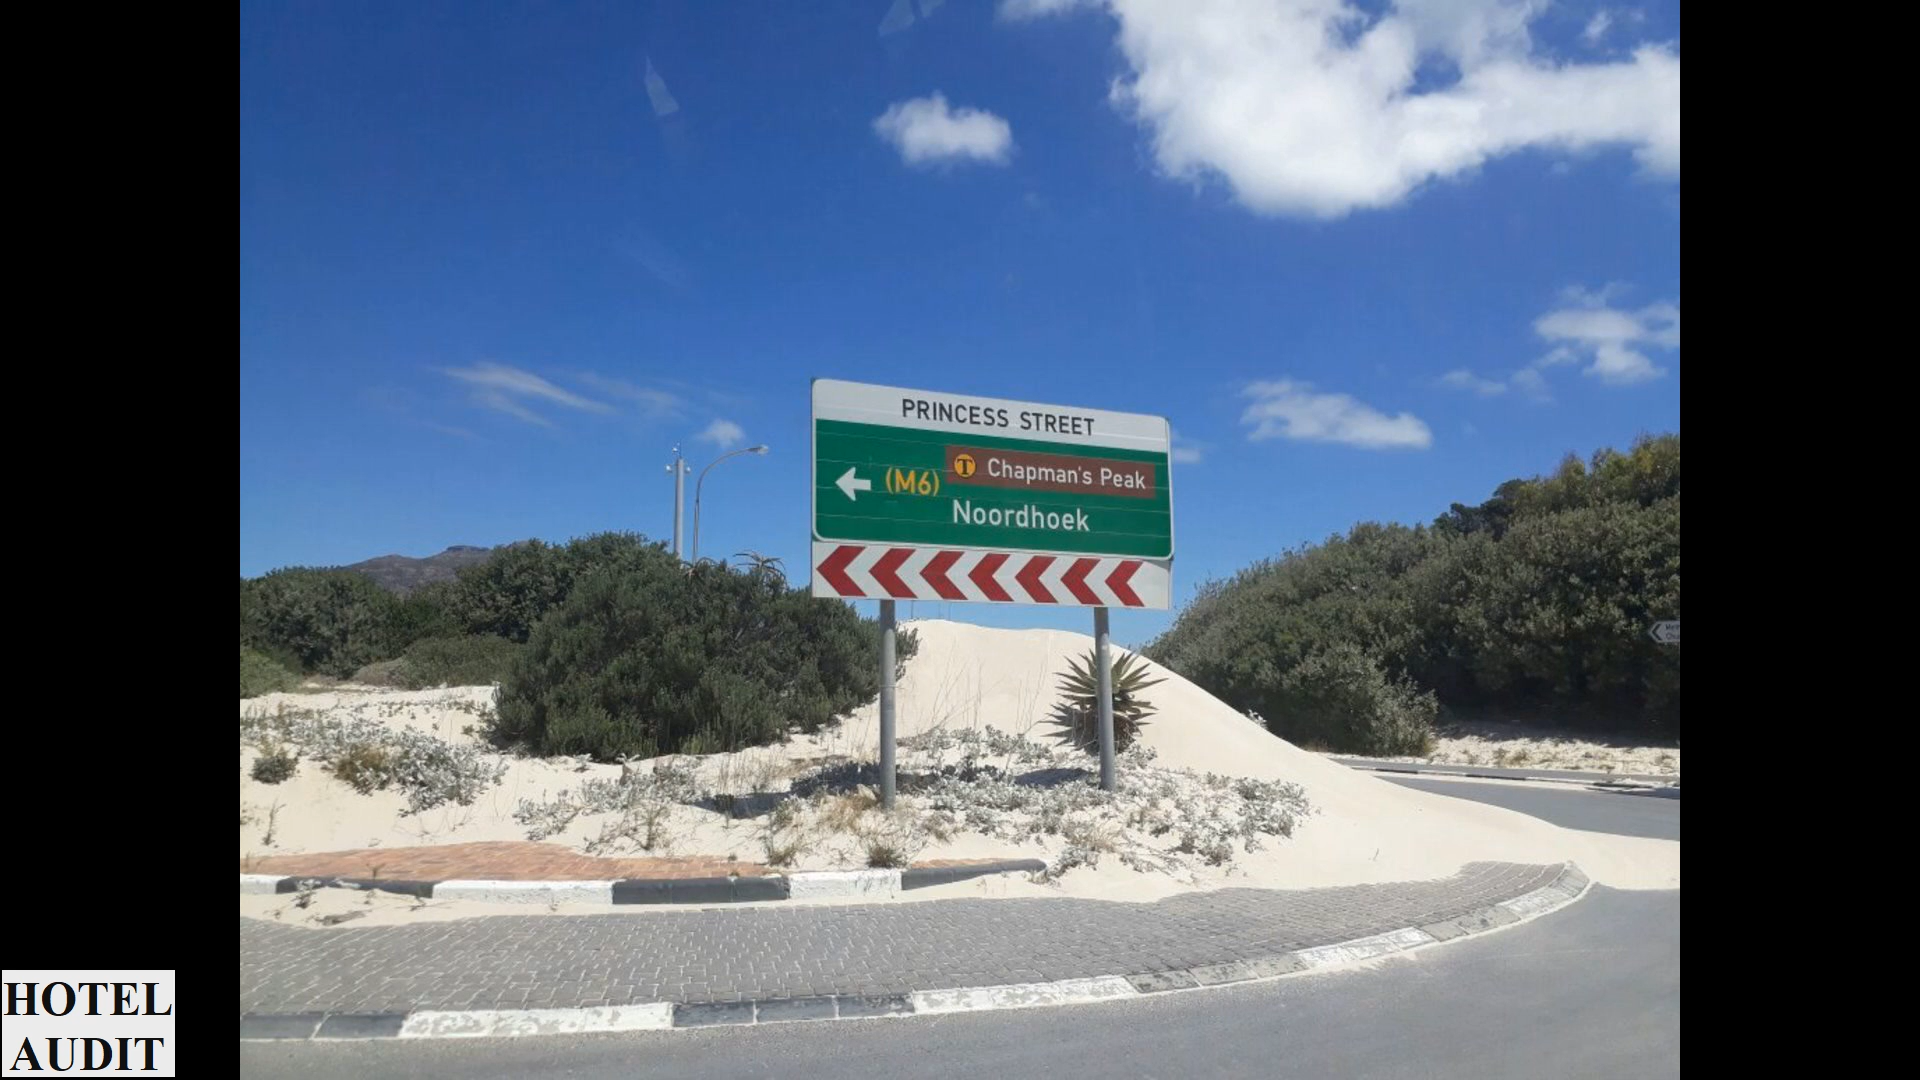 PRINCESS STREET
T Chapman's Peak
(M6)
Noordhoek
HOTEL
AUDIT